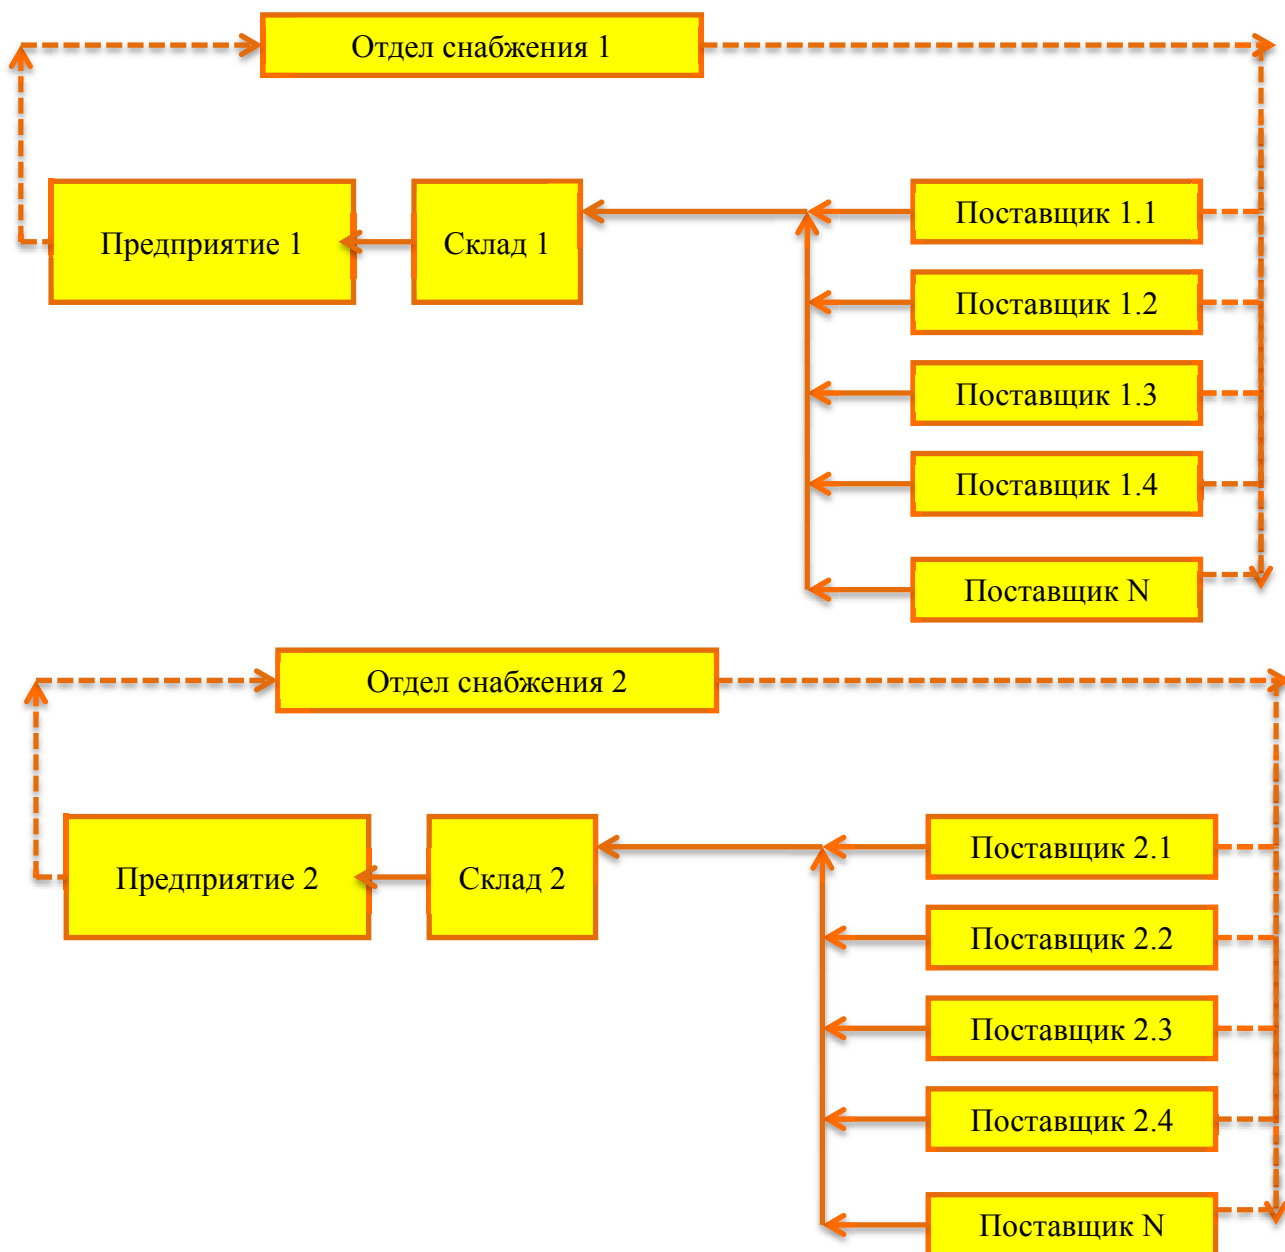 Отдел снабжения 1
Предприятие 1
Склад 1
Поставщик 1.1
Поставщик 1.2
Поставщик 1.3
Поставщик 1.4
Поставщик N
Отдел снабжения 2
Предприятие 2
Склад 2
Поставщик 2.1
Поставщик 2.2
Поставщик 2.3
Поставщик 2.4
Поставщик N